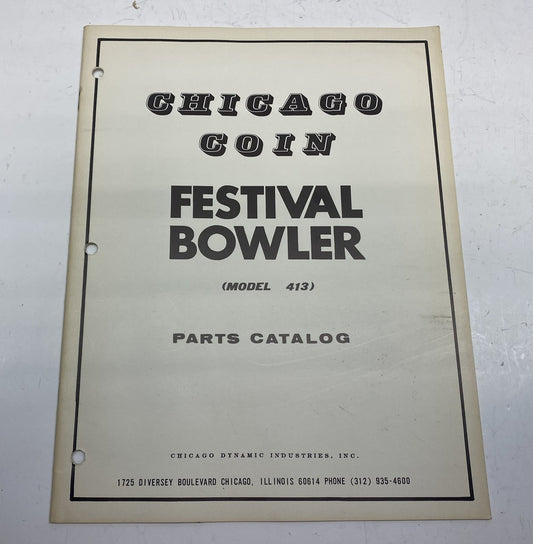 CHICAGO
COIN
FESTIVAL
BOWLER
(MODEL 413)
PARTS CATALOG
CHICAGO DYNAMIC INDUSTRIES, INC.
1725 DIVERSEY BOULEVARD CHICAGO, ILLINOIS 60614 PHONE (312) 935-4600